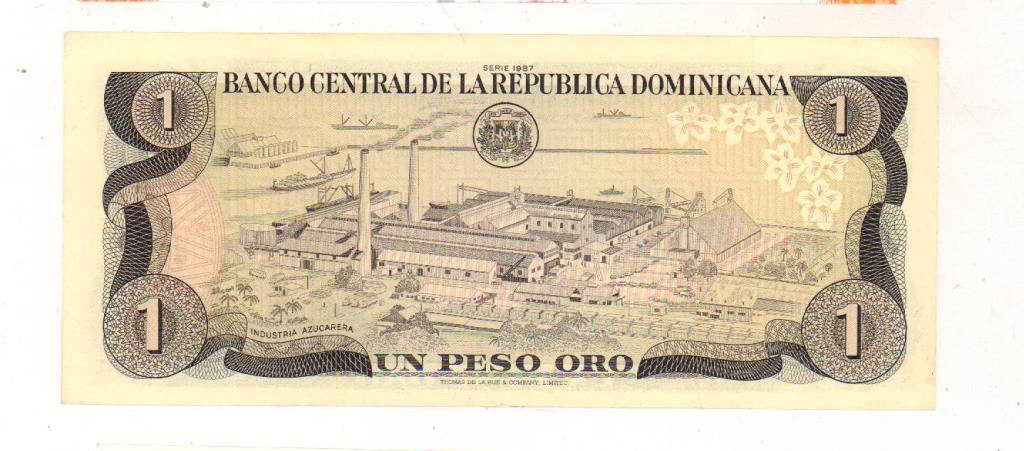 SERIE 1987
BANCO CENTRAL DE LA REPUBLICA DOMINICANA
1
1
1
1
INDUSTRIA AZUCARERA
UN PESO ORO
THOMAS DE LA RUE & COMPANY, LIMITED